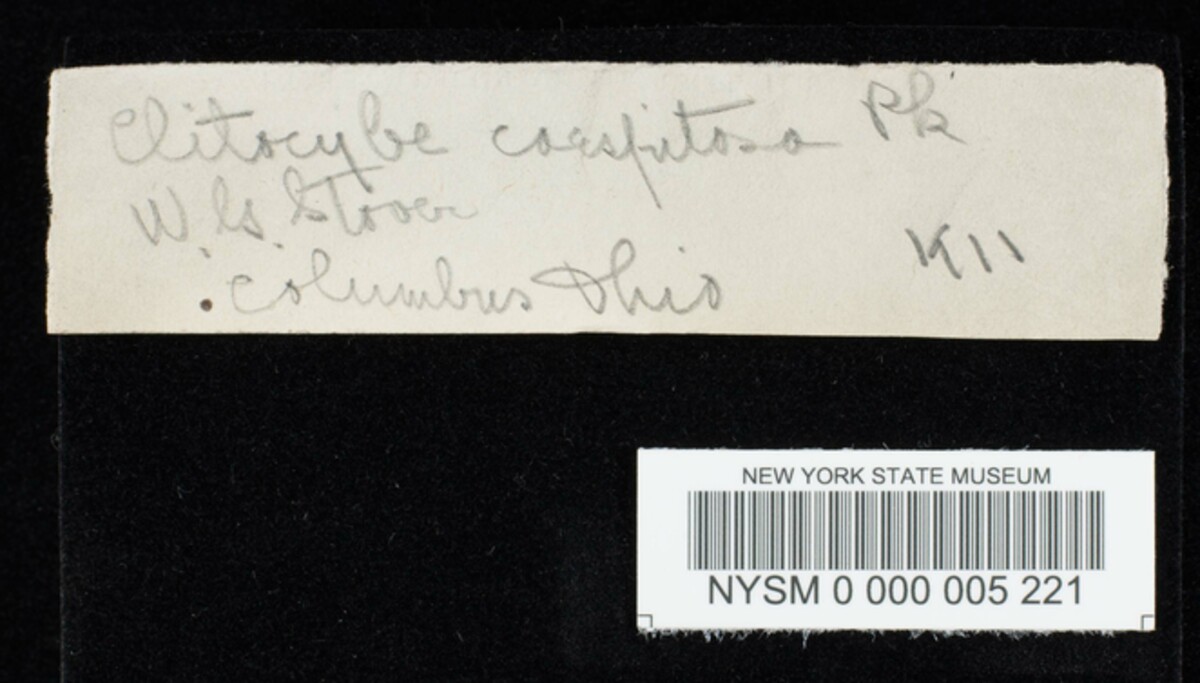 Clitocybe caespitosa Pk
W. G. Stover
Columbus Ohio
K11
NEW YORK STATE MUSEUM
NYSM 0 000 005 221